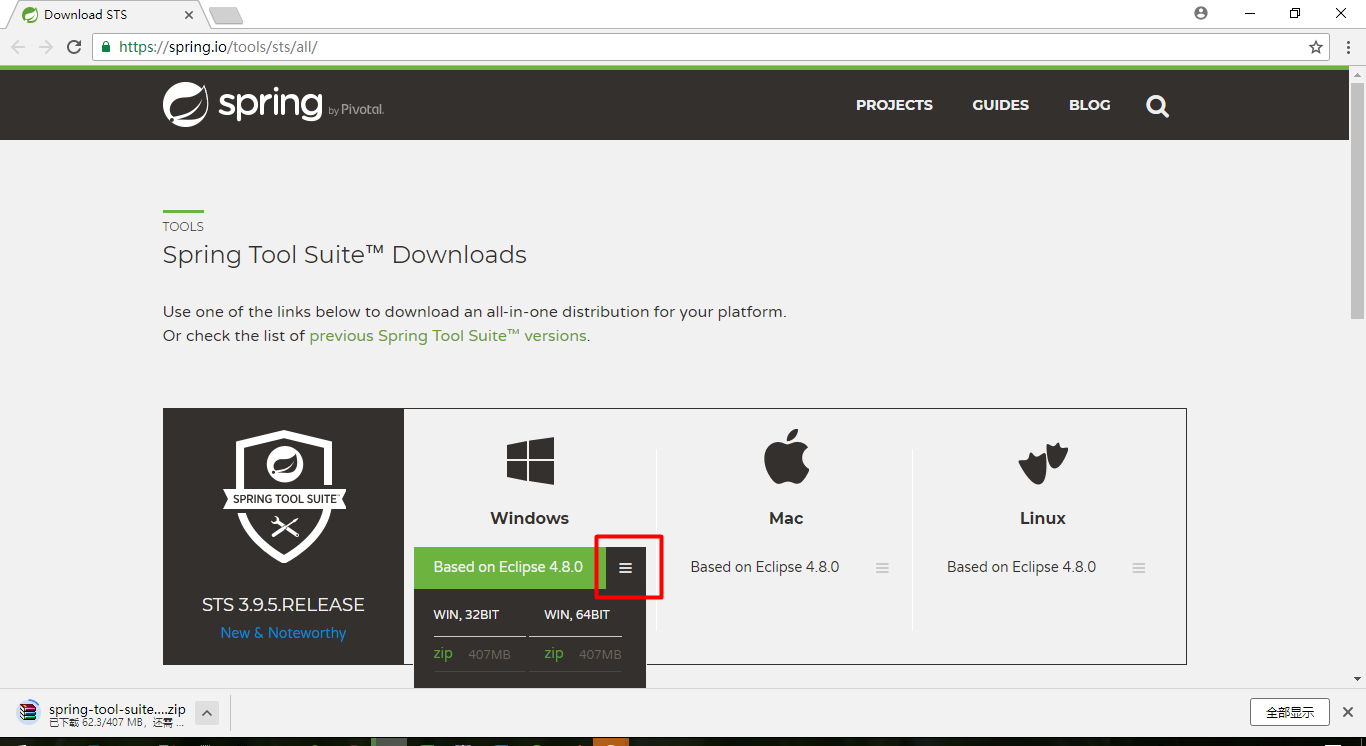 Download STS
https://spring.io/tools/sts/all/
spring by Pivotal.
PROJECTS GUIDES BLOG
TOOLS
Spring Tool Suite™ Downloads
Use one of the links below to download an all-in-one distribution for your platform.
Or check the list of previous Spring Tool Suite™ versions.
SPRING TOOL SUITE™
STS 3.9.5.RELEASE
New & Noteworthy
Windows
Based on Eclipse 4.8.0
WIN, 32BIT WIN, 64BIT
zip 407MB zip 407MB
Mac
Based on Eclipse 4.8.0
Linux
Based on Eclipse 4.8.0
spring-tool-suite....zip
已下载 62.3/407 MB，还需 ...
全部显示